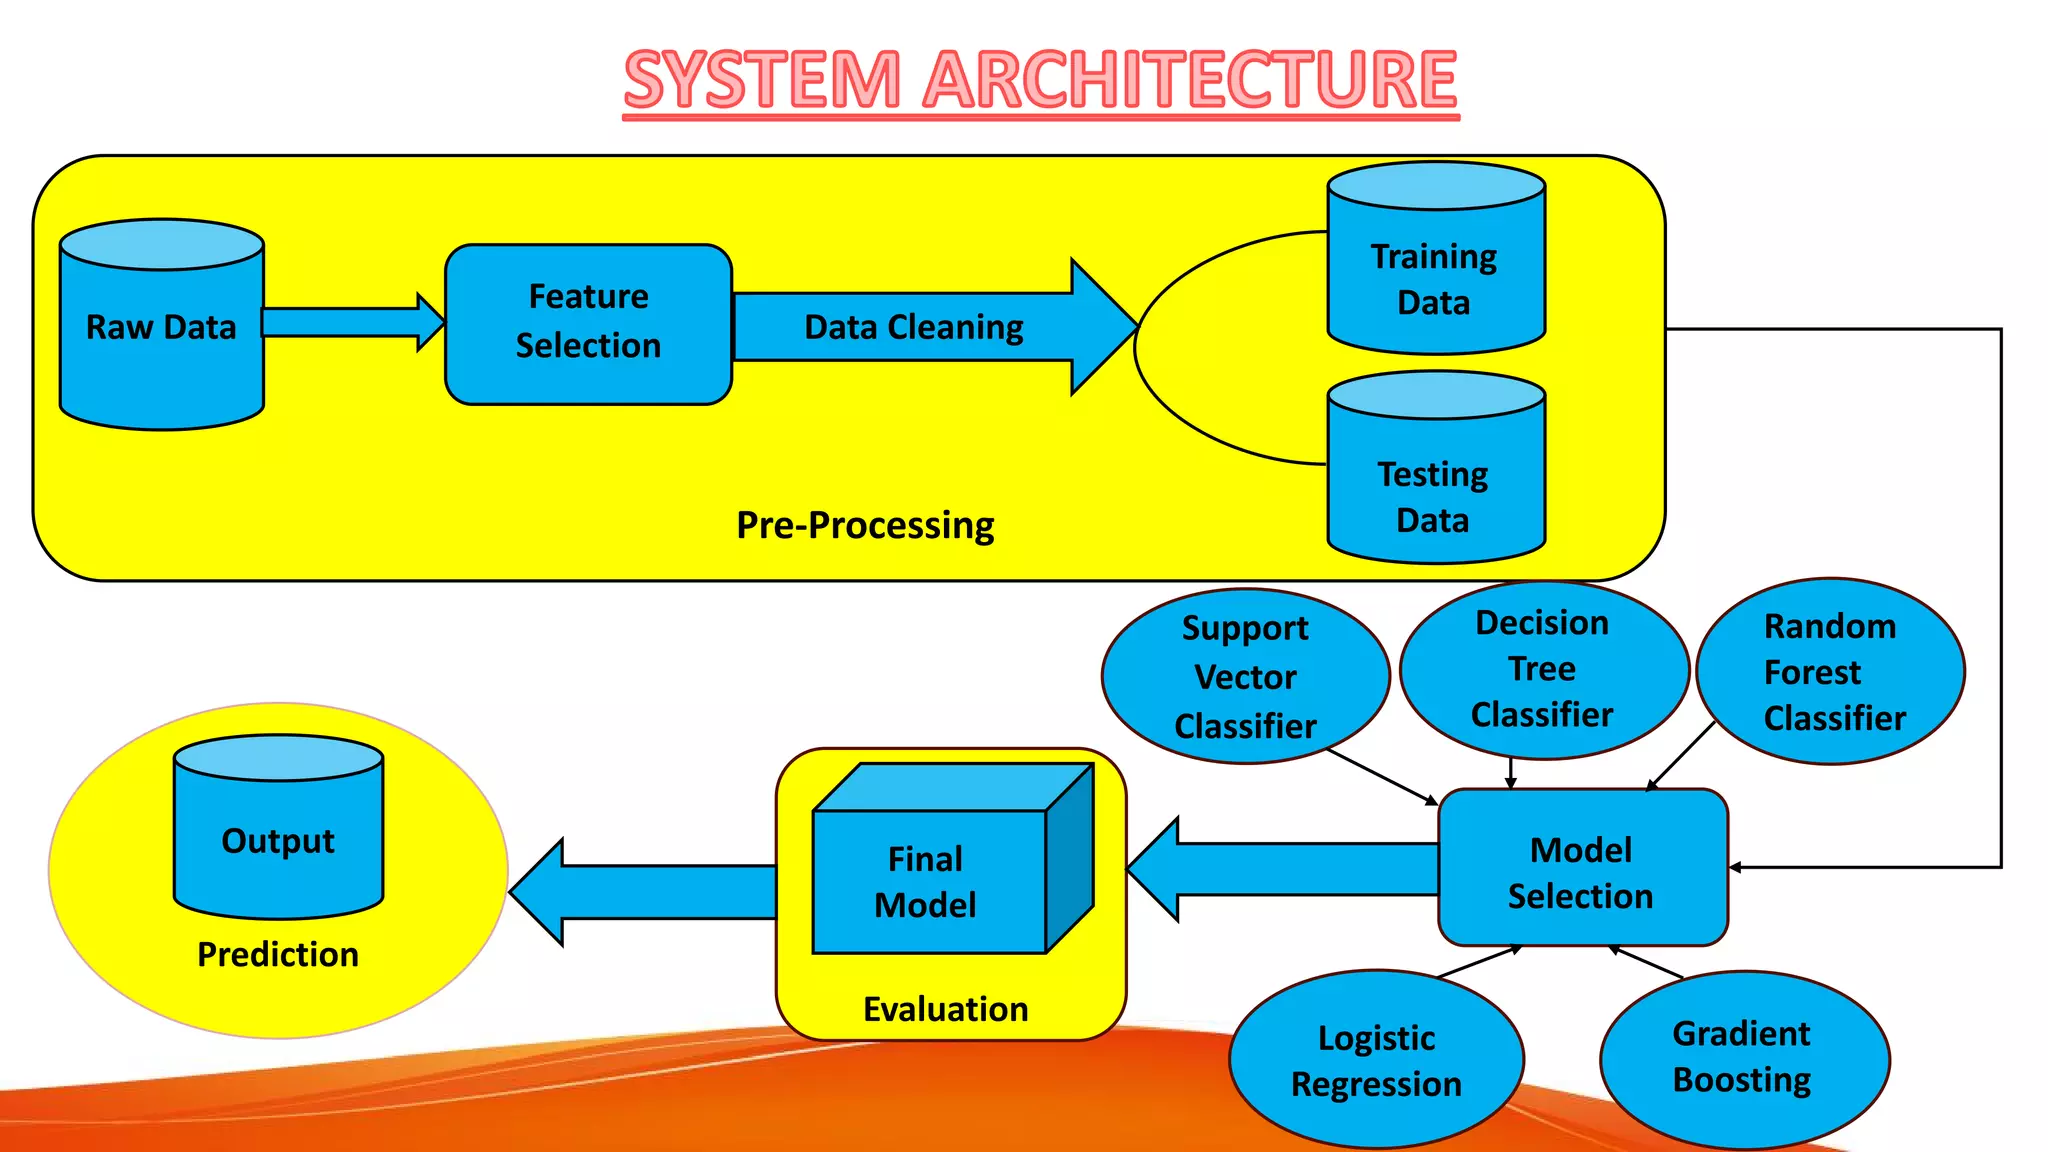 SYSTEM ARCHITECTURE
Raw Data
Feature
Selection
Data Cleaning
Training
Data
Testing
Data
Pre-Processing
Support
Vector
Classifier
Decision
Tree
Classifier
Random
Forest
Classifier
Model
Selection
Logistic
Regression
Gradient
Boosting
Final
Model
Evaluation
Output
Prediction